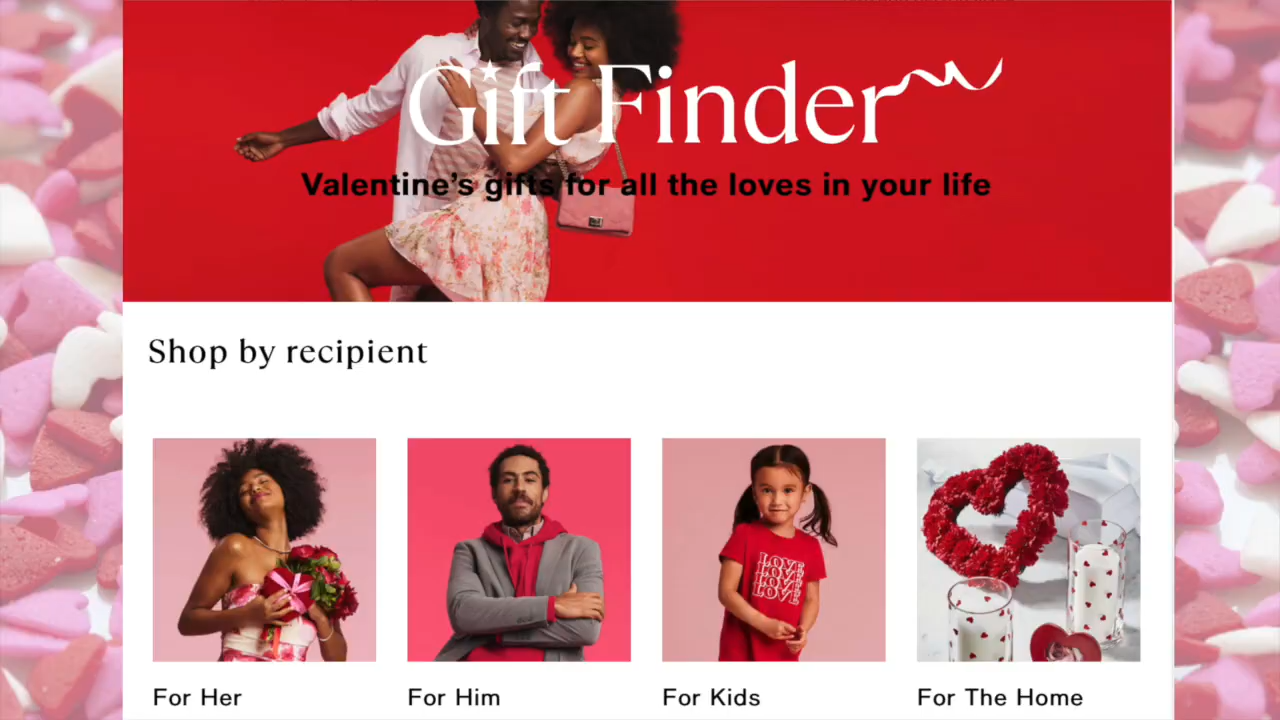 Gift Finder
Valentine's gifts for all the loves in your life
Shop by recipient
LOVE
LOVE
LOVE
LOVE
For Her
For Him
For Kids
For The Home